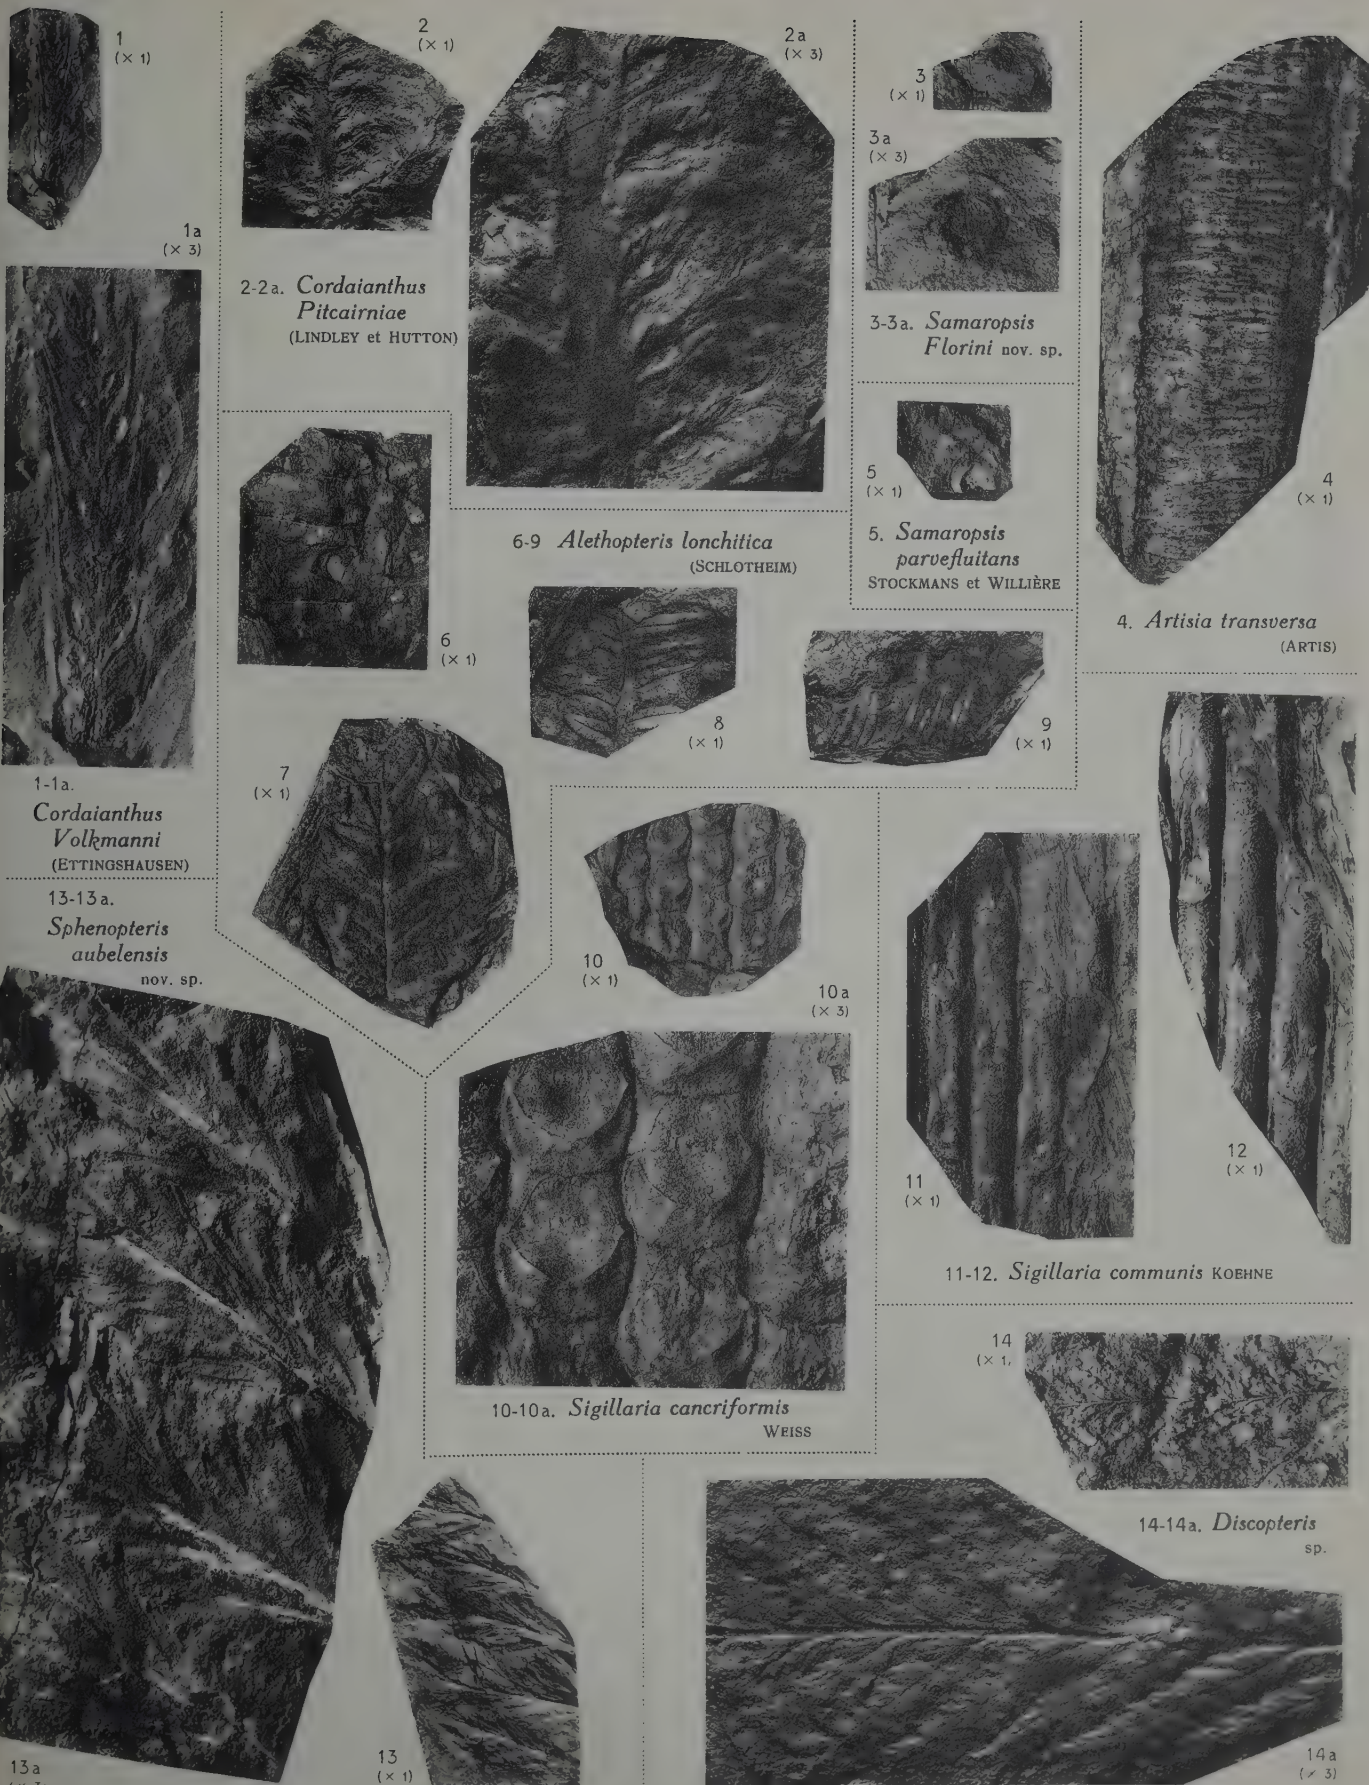 1
(× 1)
1a
(× 3)
1-1a.
Cordaianthus
Volkmanni
(ETTINGSHAUSEN)
2
(× 1)
2a
(× 3)
2-2a. Cordaianthus
Pitcairniae
(LINDLEY et HUTTON)
3
(× 1)
3a
(× 3)
3-3a. Samaropsis
Florini nov. sp.
4
(× 1)
4. Artisia transversa
(ARTIS)
5
(× 1)
5. Samaropsis
parvefluitans
STOCKMANS et WILLIÈRE
6-9 Alethopteris lonchitica
(SCHLOTHEIM)
6
(× 1)
7
(× 1)
8
(× 1)
9
(× 1)
10
(× 1)
10a
(× 3)
10-10a. Sigillaria cancriformis
WEISS
11
(× 1)
12
(× 1)
11-12. Sigillaria communis KOEHNE
13-13a.
Sphenopteris
aubelensis
nov. sp.
13a
13
(× 1)
14
(× 1,
14-14a. Discopteris
sp.
14a
(× 3)